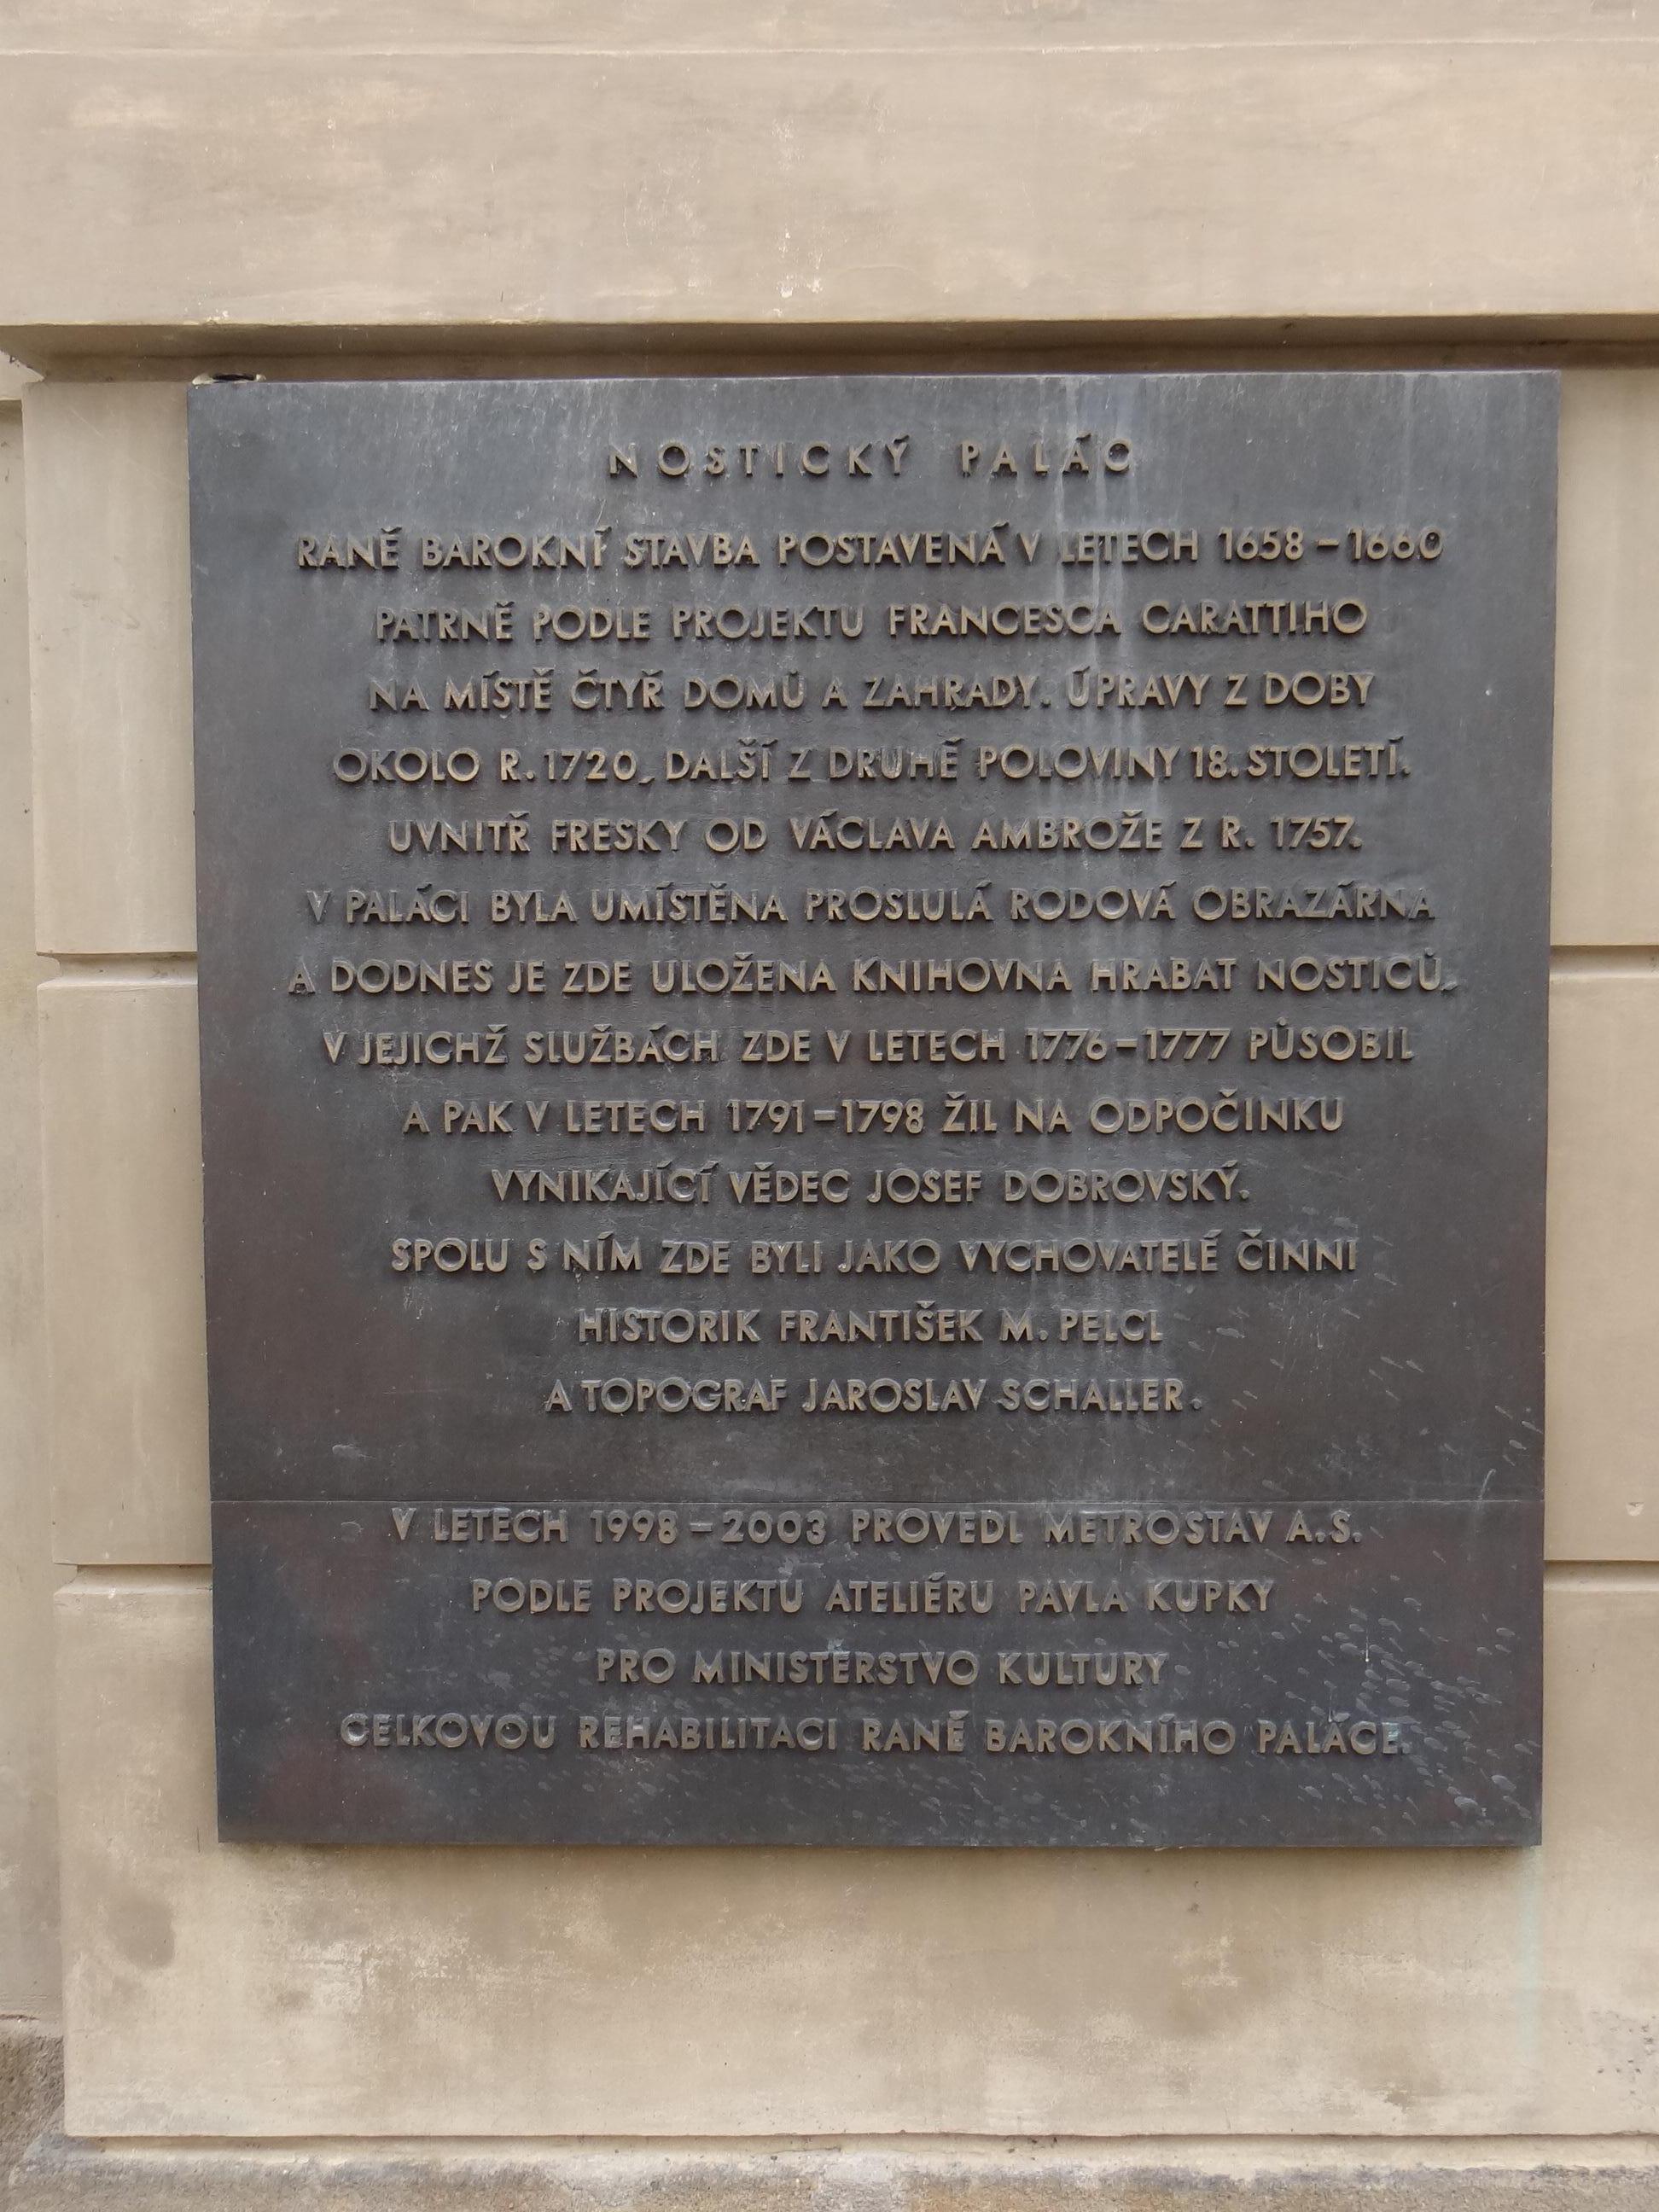 NOSTICKÝ PALÁC
RANĚ BAROKNÍ STAVBA POSTAVENÁ V LETECH 1658-1660
PATRNĚ PODLE PROJEKTU FRANCESCA CARATTIHO
NA MÍSTĚ ČTYŘ DOMŮ A ZAHRADY. ÚPRAVY Z DOBY
OKOLO R. 1720, DALŠÍ Z DRUHÉ POLOVINY 18. STOLETÍ.
UVNITŘ FRESKY OD VÁCLAVA AMBROŽE Z R. 1757.
V PALÁCI BYLA UMÍSTĚNA PROSLULÁ RODOVÁ OBRAZÁRNA
A DODNES JE ZDE ULOŽENA KNIHOVNA HRABAT NOSTICŮ,
V JEJICHŽ SLUŽBÁCH ZDE V LETECH 1776-1777 PŮSOBIL
A PAK V LETECH 1791-1798 ŽIL NA ODPOČINKU
VYNIKAJÍCÍ VĚDEC JOSEF DOBROVSKÝ.
SPOLU S NÍM ZDE BYLI JAKO VYCHOVATELÉ ČINNI
HISTORIK FRANTIŠEK M. PELCL
A TOPOGRAF JAROSLAV SCHALLER.
V LETECH 1998-2003 PROVEDL METROSTAV A.S.
PODLE PROJEKTU ATELIÉRU PAVLA KUPKY
PRO MINISTERSTVO KULTURY
CELKOVOU REHABILITACI RANĚ BAROKNÍHO PALÁCE.